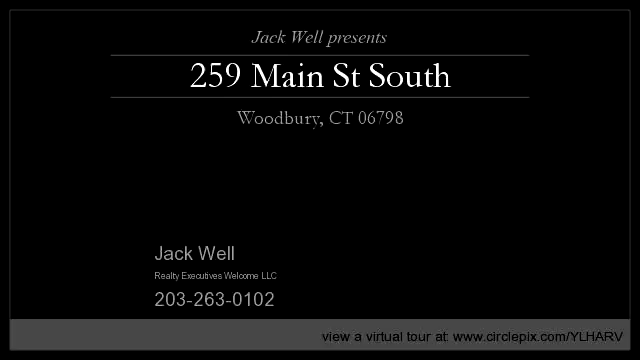 Jack Well presents
259 Main St South
Woodbury, CT 06798
Jack Well
Realty Executives Welcome LLC
203-263-0102
view a virtual tour at: www.circlepix.com/YLHARV